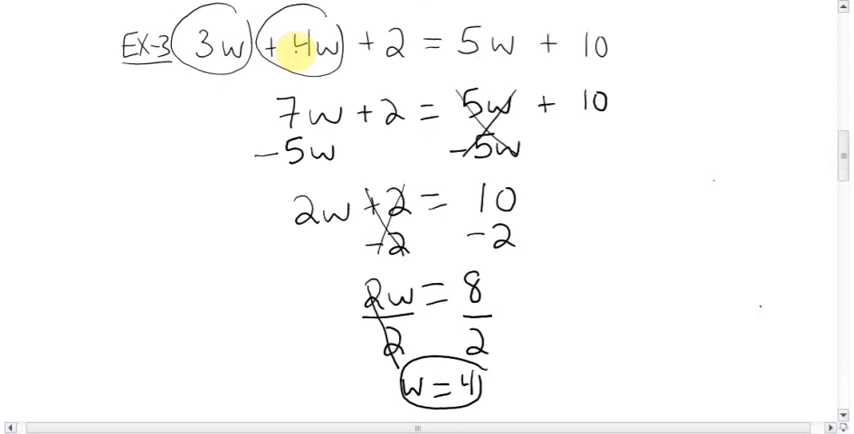 EX-3 3w + 4w + 2 = 5w + 10
7w + 2 = 5w + 10
-5w -5w
2w + 2 = 10
-2 -2
2w = 8
2 2
w = 4